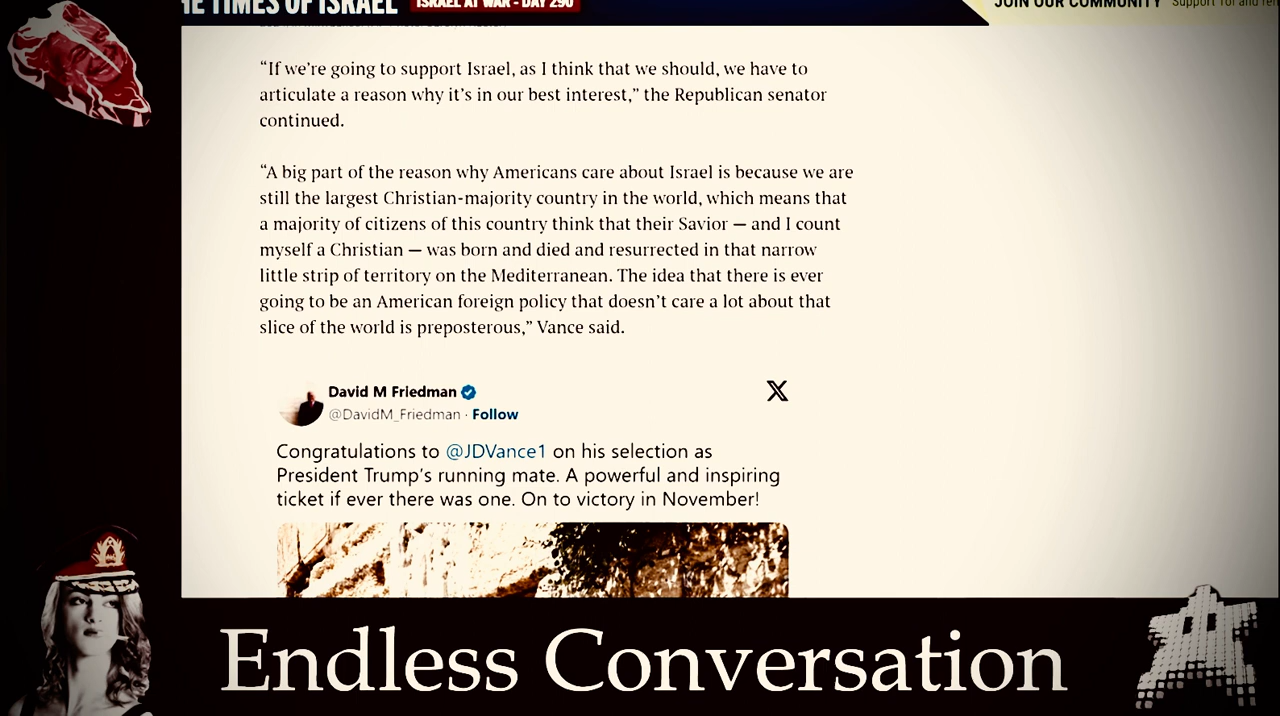 HE TIMES OF ISRAEL
ISRAEL AT WAR - DAY 290
JOIN OUR COMMUNITY Support
“If we’re going to support Israel, as I think that we should, we have to
articulate a reason why it’s in our best interest,” the Republican senator
continued.
“A big part of the reason why Americans care about Israel is because we are
still the largest Christian-majority country in the world, which means that
a majority of citizens of this country think that their Savior — and I count
myself a Christian — was born and died and resurrected in that narrow
little strip of territory on the Mediterranean. The idea that there is ever
going to be an American foreign policy that doesn’t care a lot about that
slice of the world is preposterous,” Vance said.
David M Friedman
@DavidM_Friedman · Follow
X
Congratulations to @JDVance1 on his selection as
President Trump’s running mate. A powerful and inspiring
ticket if ever there was one. On to victory in November!
Endless Conversation